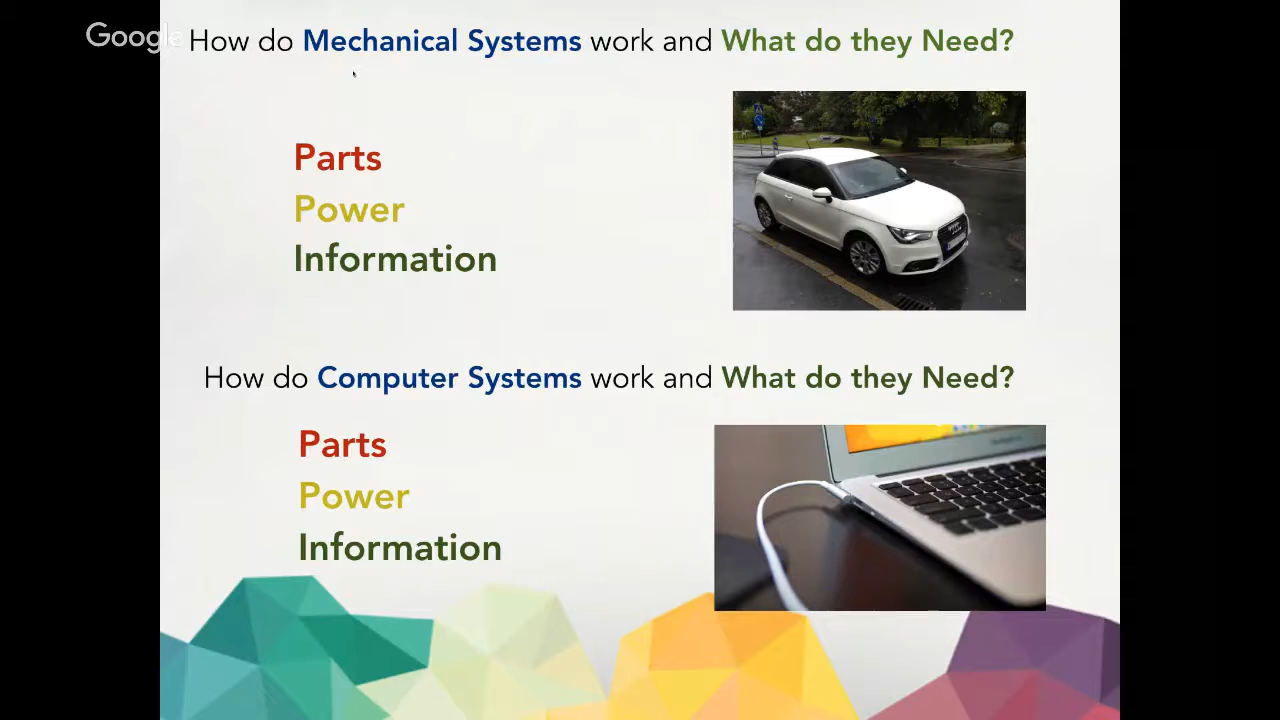 Google
How do Mechanical Systems work and What do they Need?
Parts
Power
Information
How do Computer Systems work and What do they Need?
Parts
Power
Information